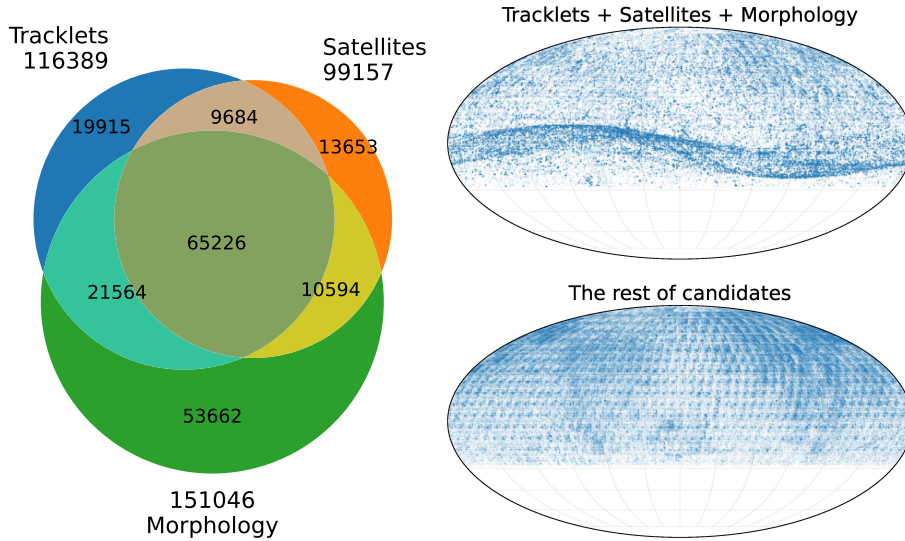 Tracklets
116389
Satellites
99157
19915
9684
13653
65226
21564
10594
53662
151046
Morphology
Tracklets + Satellites + Morphology
The rest of candidates